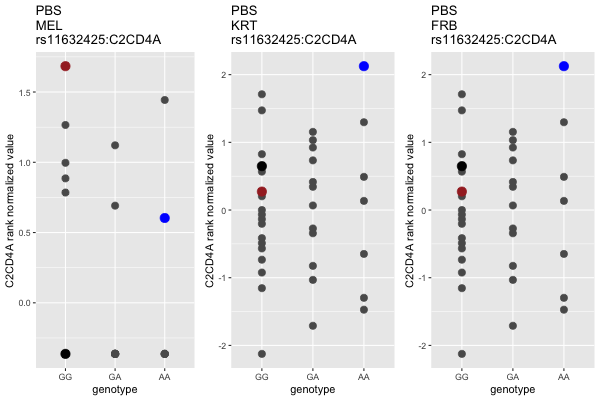 PBS
MEL
rs11632425:C2CD4A
C2CD4A rank normalized value
1.5
1.0
0.5
0.0
GG
GA
AA
genotype
PBS
KRT
rs11632425:C2CD4A
C2CD4A rank normalized value
2
1
0
-1
-2
GG
GA
AA
genotype
PBS
FRB
rs11632425:C2CD4A
C2CD4A rank normalized value
2
1
0
-1
-2
GG
GA
AA
genotype